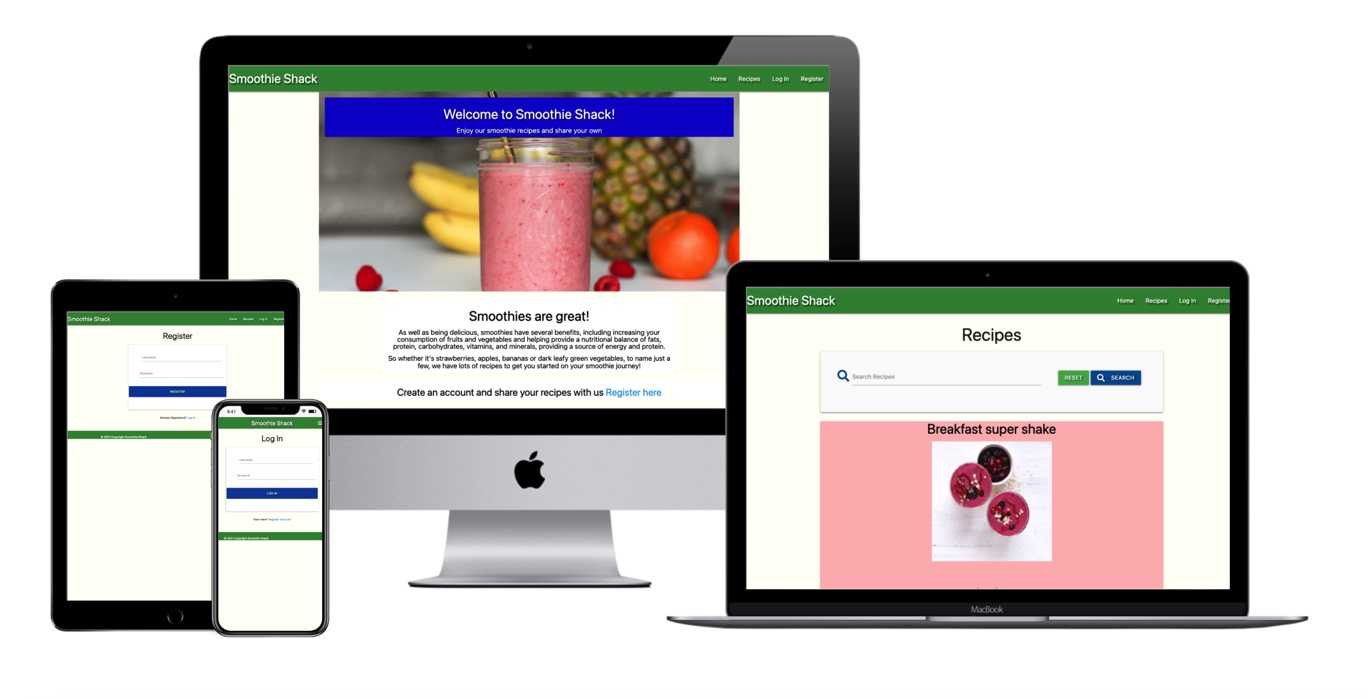 Smoothie Shack
Home Recipes Log In Register
Welcome to Smoothie Shack!
Enjoy our smoothie recipes and share your own
Smoothies are great!
As well as being delicious, smoothies have several benefits, including increasing your
consumption of fruits and vegetables and helping provide a nutritional balance of fats,
protein, carbohydrates, vitamins, and minerals, providing a source of energy and protein.
So whether it's strawberries, apples, bananas or dark leafy green vegetables, to name just a
few, we have lots of recipes to get you started on your smoothie journey!
Create an account and share your recipes with us Register here
Smoothie Shack
Home Recipes Log In Register
Register
Username
Password
REGISTER
Already Registered? Log In
© 2021 Copyright Smoothie Shack
9:41
Smoothie Shack
Log In
Username
Password
LOG IN
New Here? Register Account
© 2021 Copyright Smoothie Shack
Smoothie Shack
Home Recipes Log In Register
Recipes
Search Recipes
RESET SEARCH
Breakfast super shake
MacBook